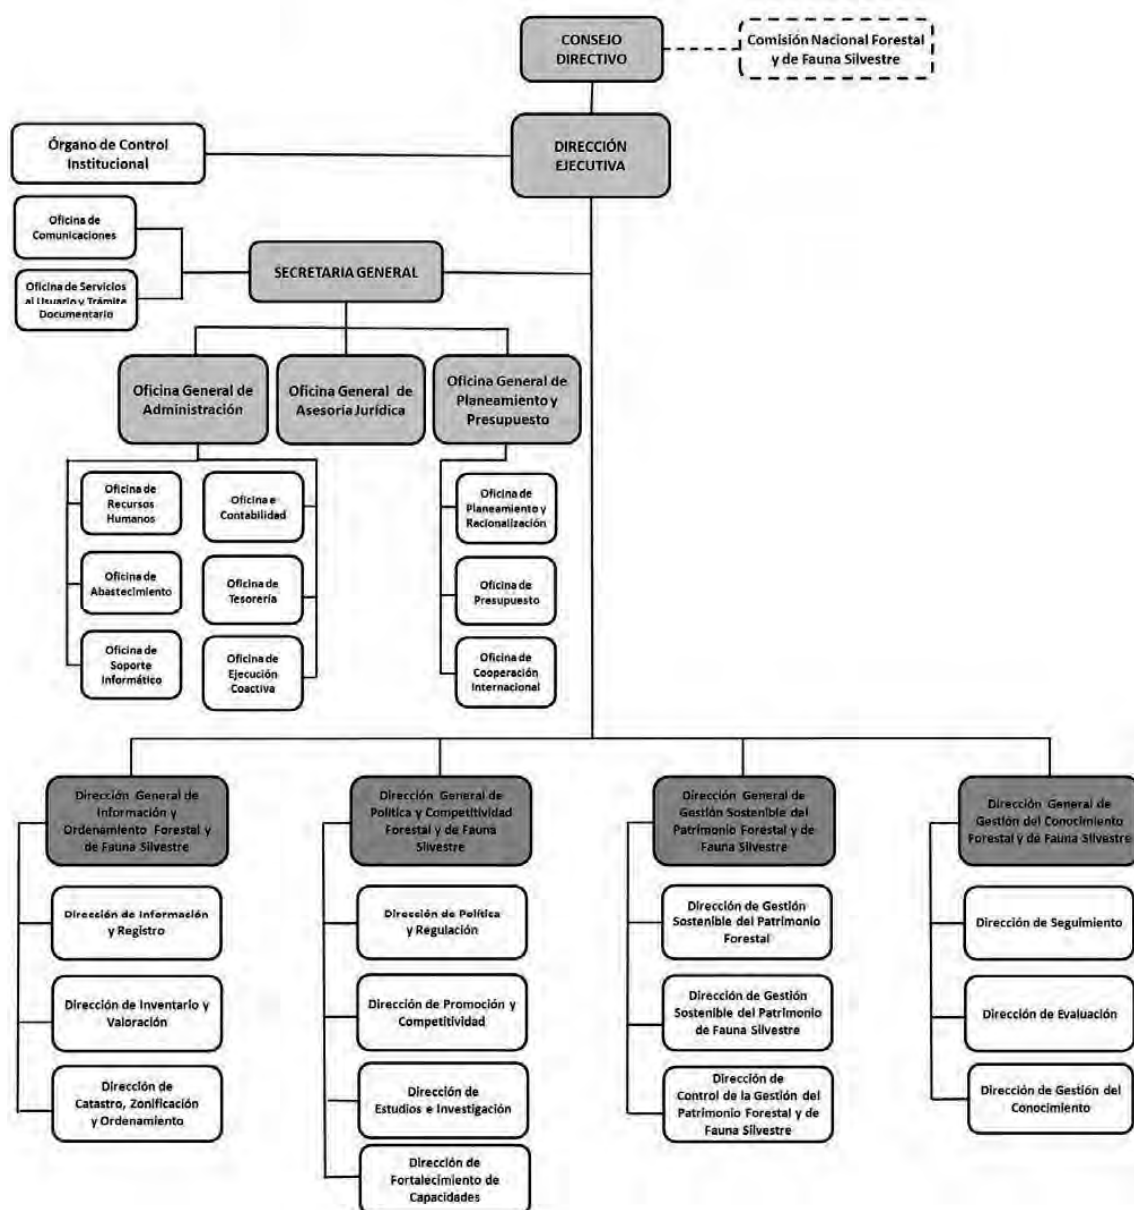 CONSEJO
DIRECTIVO
Comisión Nacional Forestal
y de Fauna Silvestre
DIRECCIÓN
EJECUTIVA
Órgano de Control
Institucional
Oficina de
Comunicaciones
SECRETARIA GENERAL
Oficina de Servicios
al Usuario y Trámite
Documentario
Oficina General de
Administración
Oficina General de
Asesoria Jurídica
Oficina General de
Planeamiento y
Presupuesto
Oficina de
Recursos
Humanos
Oficina e
Contabilidad
Oficina de
Planeamiento y
Racionalización
Oficina de
Abastecimiento
Oficina de
Tesorería
Oficina de
Presupuesto
Oficina de
Soporte
Informático
Oficina de
Ejecución
Coactiva
Oficina de
Cooperación
Internacional
Dirección General de
Información y
Ordenamiento Forestal y
de Fauna Silvestre
Dirección General de
Política y Competitividad
Forestal y de Fauna
Silvestre
Dirección General de
Gestión Sostenible del
Patrimonio Forestal y de
Fauna Silvestre
Dirección General de
Gestión del Conocimiento
Forestal y de Fauna Silvestre
Dirección de Información
y Registro
Dirección de Política
y Regulación
Dirección de Gestión
Sostenible del Patrimonio
Forestal
Dirección de Seguimiento
Dirección de Inventario y
Valoración
Dirección de Promoción y
Competitividad
Dirección de Gestión
Sostenible del Patrimonio
de Fauna Silvestre
Dirección de Evaluación
Dirección de
Catastro, Zonificación
y Ordenamiento
Dirección de
Estudios e Investigación
Dirección de
Control de la Gestión del
Patrimonio Forestal y de
Fauna Silvestre
Dirección de Gestión del
Conocimiento
Dirección de
Fortalecimiento de
Capacidades